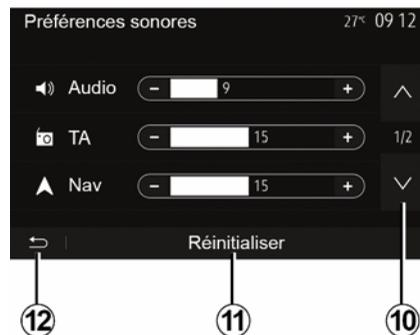 Préférences sonores 27°C 09 12
Audio - 9 +
TA - 15 + 1/2
Nav - 15 +
Réinitialiser
12 11 10